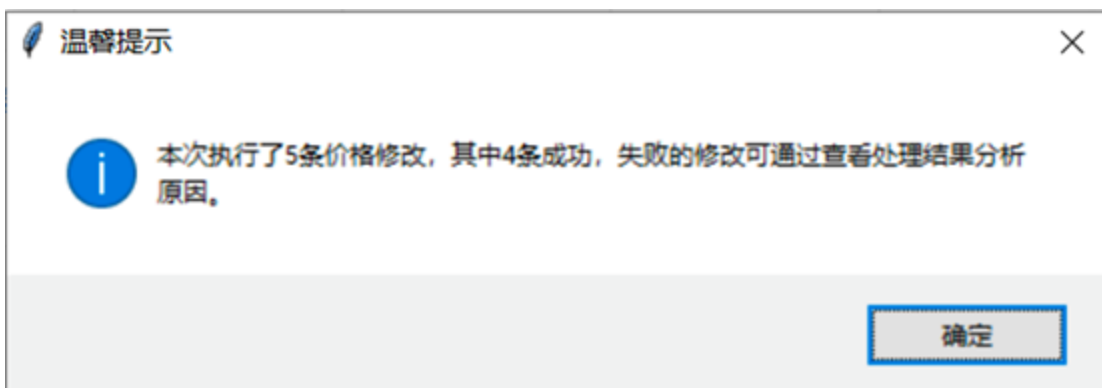 温馨提示
本次执行了5条价格修改，其中4条成功，失败的修改可通过查看处理结果分析
原因。
确定